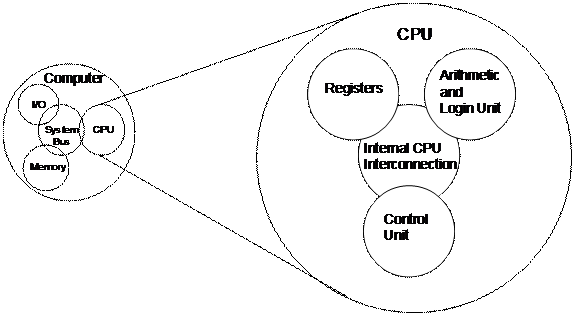 Computer
I/O
System
Bus
CPU
Memory
CPU
Registers
Arithmetic
and
Login Unit
Internal CPU
Interconnection
Control
Unit